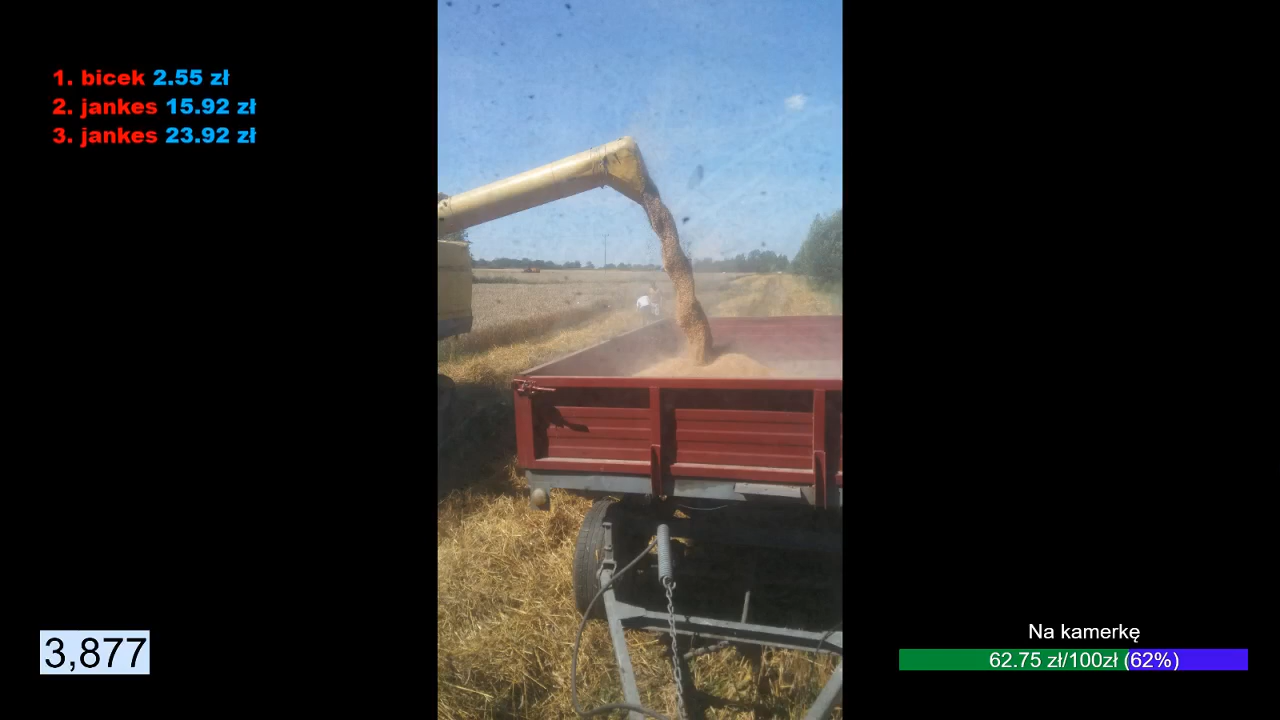 1. bicek 2.55 zł
2. jankes 15.92 zł
3. jankes 23.92 zł
3,877
Na kamerkę
62.75 zł/100zł (62%)